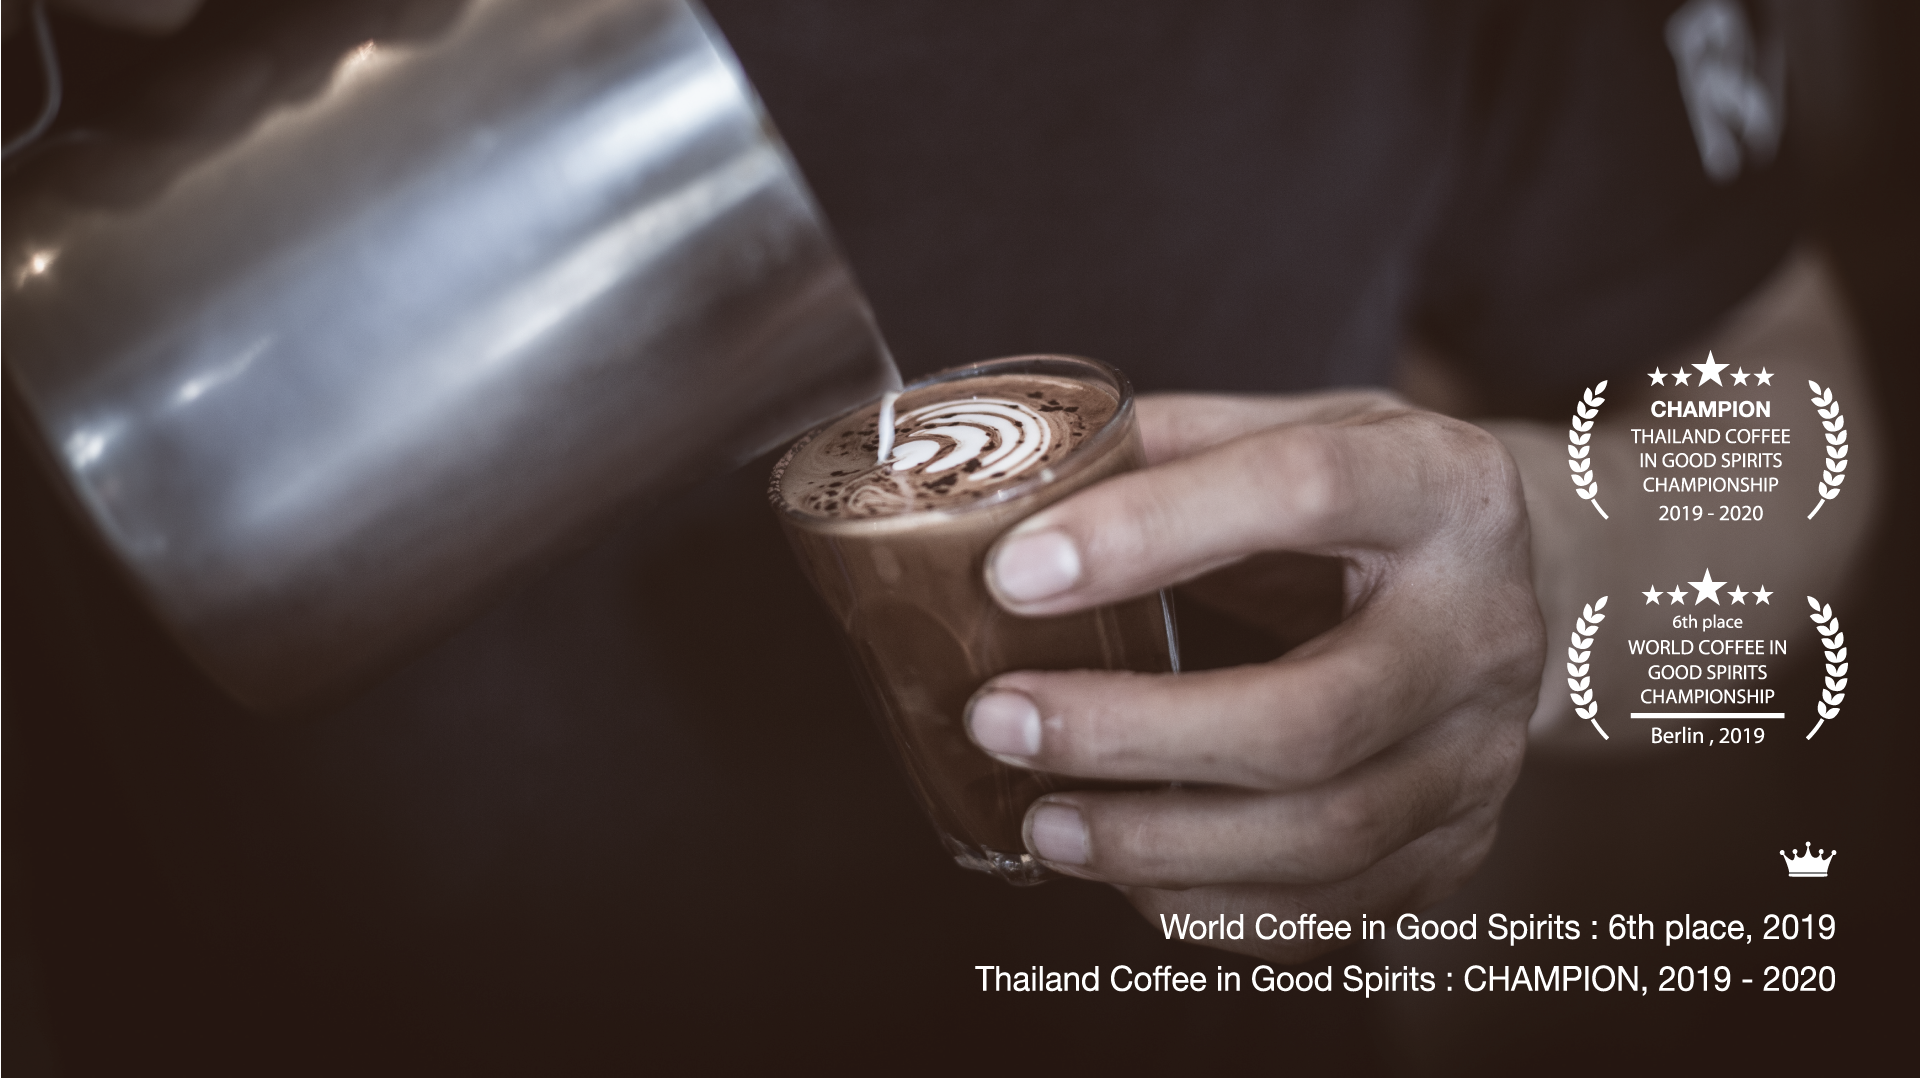 CHAMPION
THAILAND COFFEE
IN GOOD SPIRITS
CHAMPIONSHIP
2019 - 2020
6th place
WORLD COFFEE IN
GOOD SPIRITS
CHAMPIONSHIP
Berlin , 2019
World Coffee in Good Spirits : 6th place, 2019
Thailand Coffee in Good Spirits : CHAMPION, 2019 - 2020